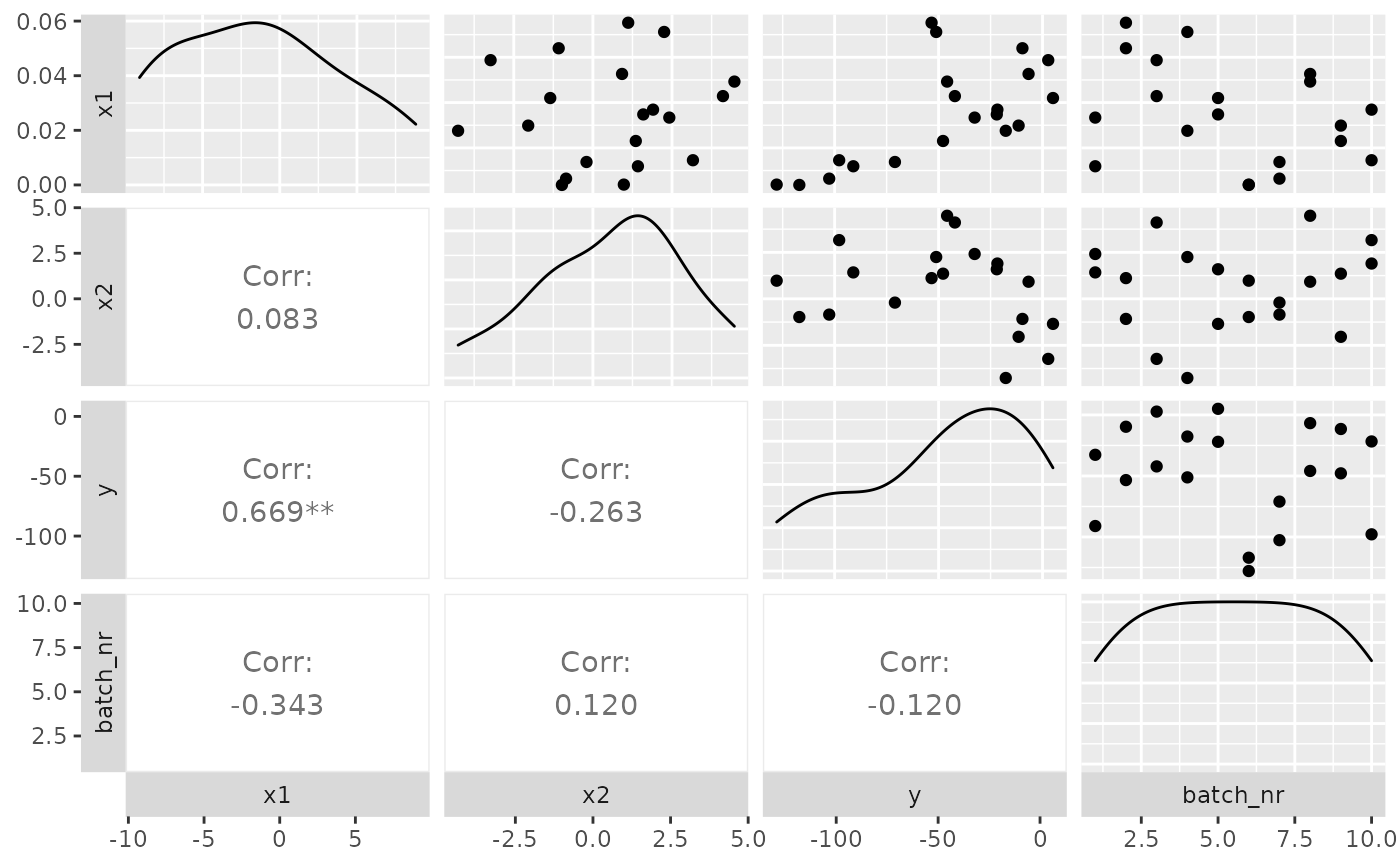 0.06
0.04
0.02
0.00
x1
5.0
2.5
0.0
-2.5
x2
Corr:
0.083
0
-50
-100
y
Corr:
0.669**
Corr:
-0.263
10.0
7.5
5.0
2.5
batch_nr
Corr:
-0.343
Corr:
0.120
Corr:
-0.120
x1
x2
y
batch_nr
-10 -5 0 5
-2.5 0.0 2.5 5.0
-100 -50 0
2.5 5.0 7.5 10.0